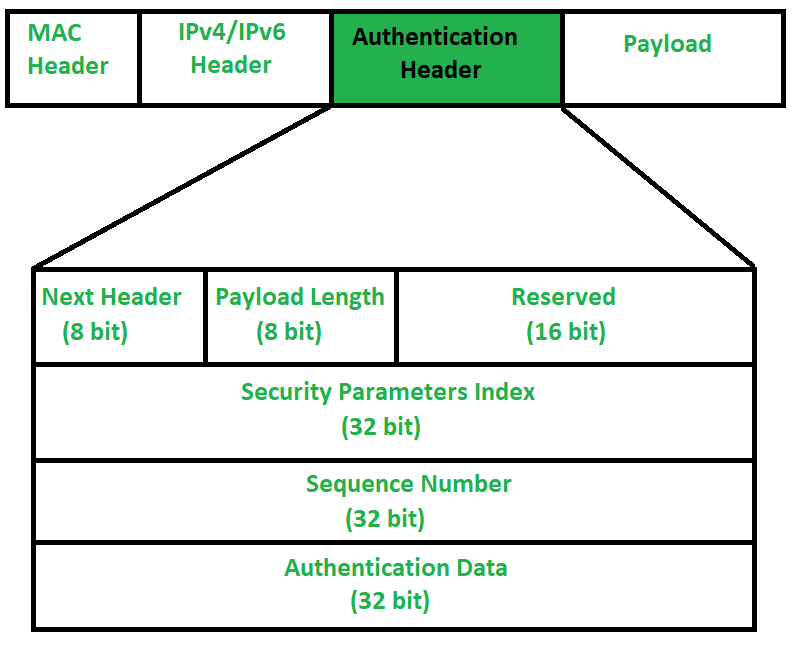 MAC
Header
IPv4/IPv6
Header
Authentication
Header
Payload
Next Header
(8 bit)
Payload Length
(8 bit)
Reserved
(16 bit)
Security Parameters Index
(32 bit)
Sequence Number
(32 bit)
Authentication Data
(32 bit)